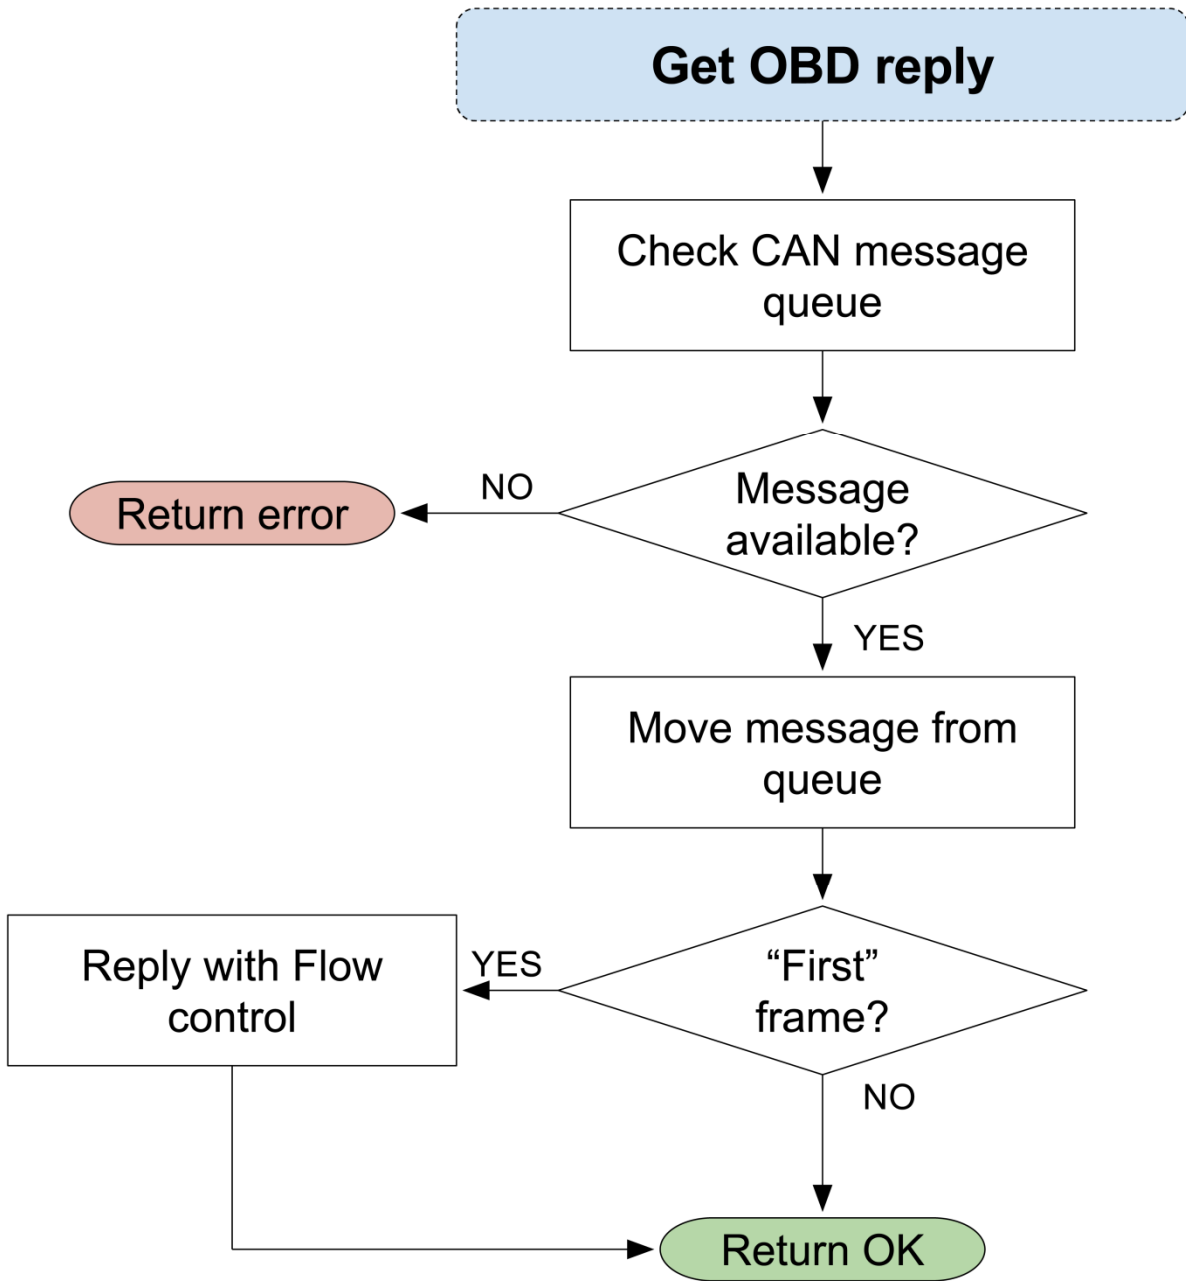 Get OBD reply
Check CAN message
queue
NO
Message
available?
Return error
YES
Move message from
queue
Reply with Flow
control
YES
“First”
frame?
NO
Return OK